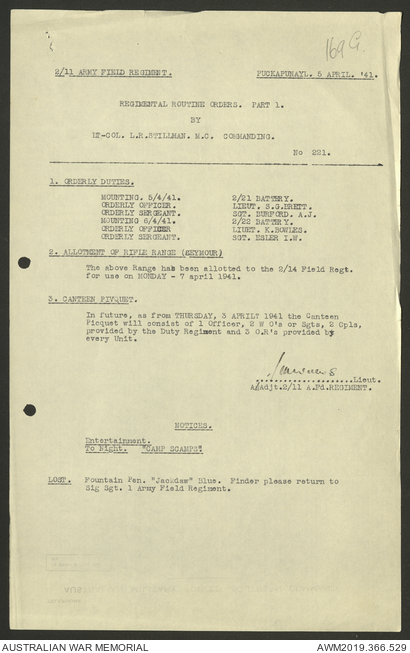 169 G.
2/11 ARMY FIELD REGIMENT. PUCKAPUNAYL. 5 APRIL. '41.
REGIMENTAL ROUTINE ORDERS. PART 1.
BY
LT-COL. L.R.STILLMAN. M.C. COMMANDING.
No 221.
1. ORDERLY DUTIES.
MOUNTING. 5/4/41. 2/21 BATTERY.
ORDERLY OFFICER. LIEUT. S.G.BRETT.
ORDERLY SERGEANT. SGT. BURFORD. A.J.
MOUNTING 6/4/41. 2/22 BATTERY.
ORDERLY OFFICER LIUET. K.BOWLES.
ORDERLY SERGEANT. SGT. ESLER I.W.
2. ALLOTMENT OF RIFLE RANGE (SEYMOUR)
The above Range has been allotted to the 2/14 Field Regt.
for use on MONDAY - 7 april 1941.
3. CANTEEN PICQUET.
In future, as from THURSDAY, 3 APRILT 1941 the Canteen
Picquet will consist of 1 Officer, 2 W O's or Sgts, 2 Cpls,
provided by the Duty Regiment and 3 O.R's provided by
every Unit.
....................Lieut.
A/Adjt.2/11 A.Fd.REGIMENT.
NOTICES.
Entertainment.
To Night. "CAMP SCAMPS".
LOST. Fountain Pen. "Jackdaw" Blue. Finder please return to
Sig Sgt. 1 Army Field Regiment.
AUSTRALIAN WAR MEMORIAL AWM2019.366.529